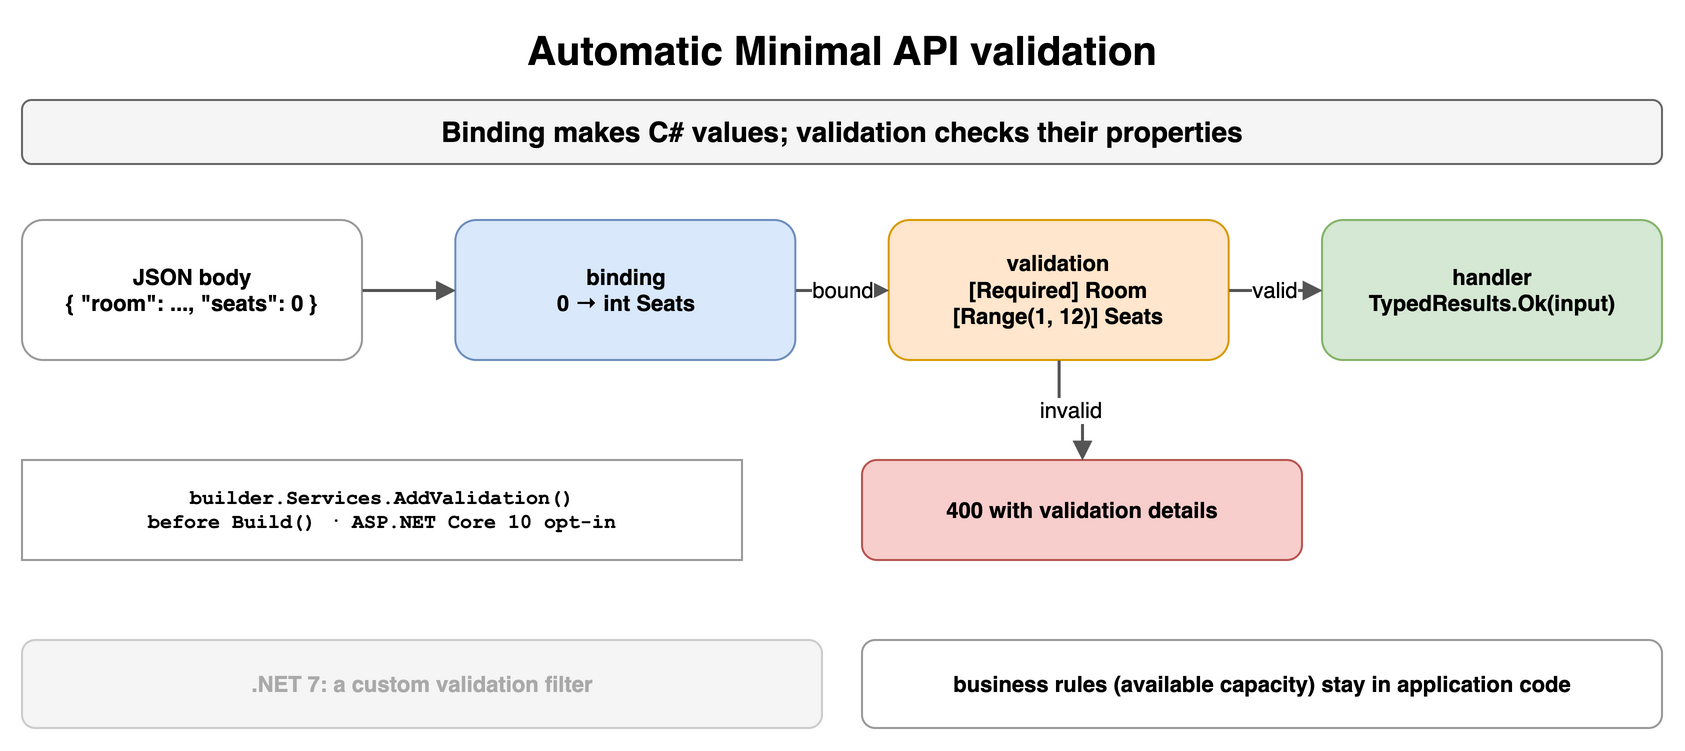 Automatic Minimal API validation
Binding makes C# values; validation checks their properties
JSON body
{ "room": ..., "seats": 0 }
binding
0 → int Seats
bound
validation
[Required] Room
[Range(1, 12)] Seats
valid
handler
TypedResults.Ok(input)
invalid
builder.Services.AddValidation()
before Build() · ASP.NET Core 10 opt-in
400 with validation details
.NET 7: a custom validation filter
business rules (available capacity) stay in application code